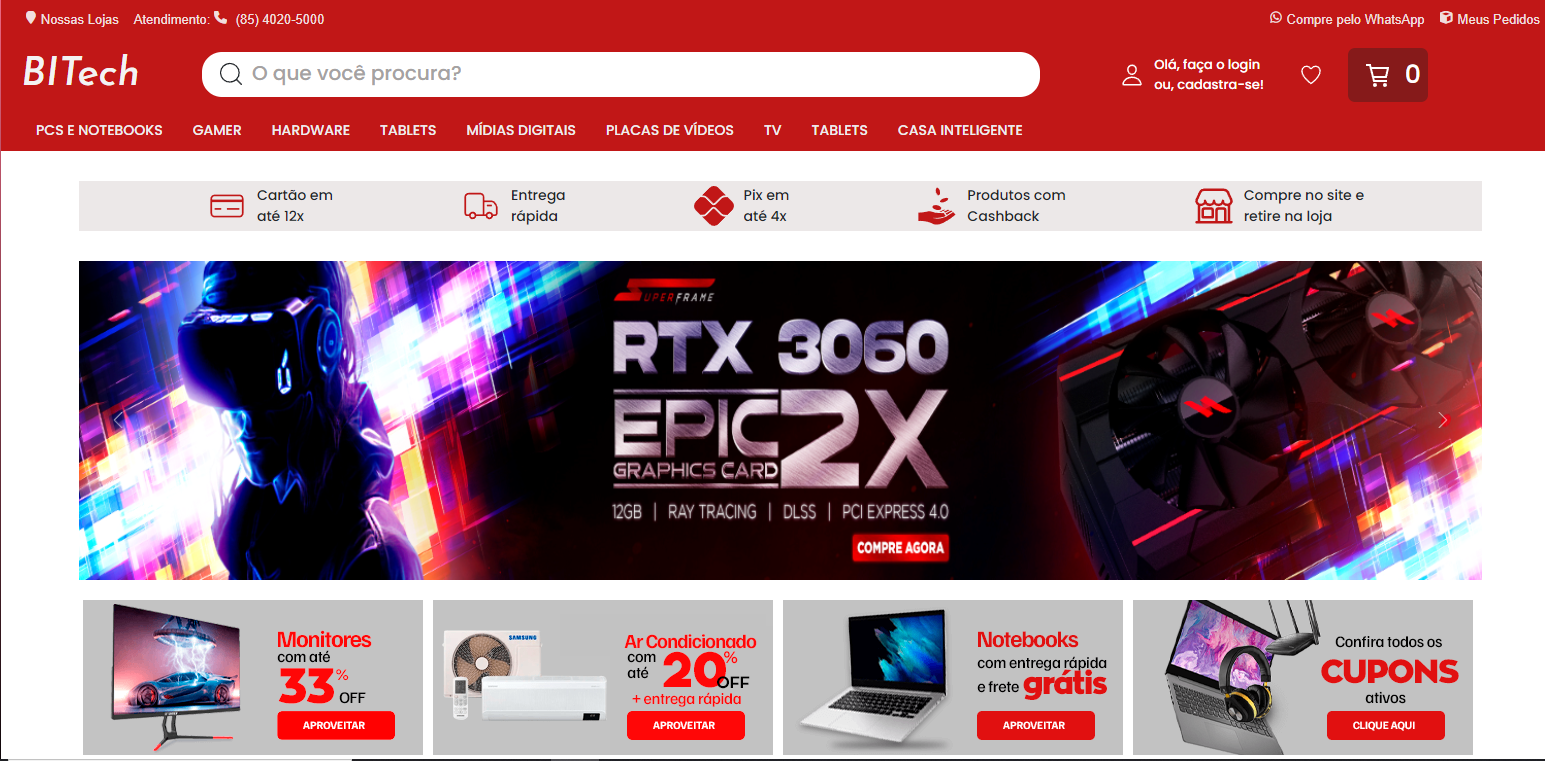 Nossas Lojas Atendimento: (85) 4020-5000 Compre pelo WhatsApp Meus Pedidos
BITech
O que você procura?
Olá, faça o login
ou, cadastra-se!
0
PCS E NOTEBOOKS GAMER HARDWARE TABLETS MÍDIAS DIGITAIS PLACAS DE VÍDEOS TV TABLETS CASA INTELIGENTE
Cartão em
até 12x
Entrega
rápida
Pix em
até 4x
Produtos com
Cashback
Compre no site e
retire na loja
SUPERFRAME
RTX 3060
EPIC 2X
GRAPHICS CARD
12GB | RAY TRACING | DLSS | PCI EXPRESS 4.0
COMPRE AGORA
Monitores
com até
33% OFF
APROVEITAR
SAMSUNG
Ar Condicionado
com
até
20% OFF
+ entrega rápida
APROVEITAR
Notebooks
com entrega rápida
e frete grátis
APROVEITAR
Confira todos os
CUPONS
ativos
CLIQUE AQUI